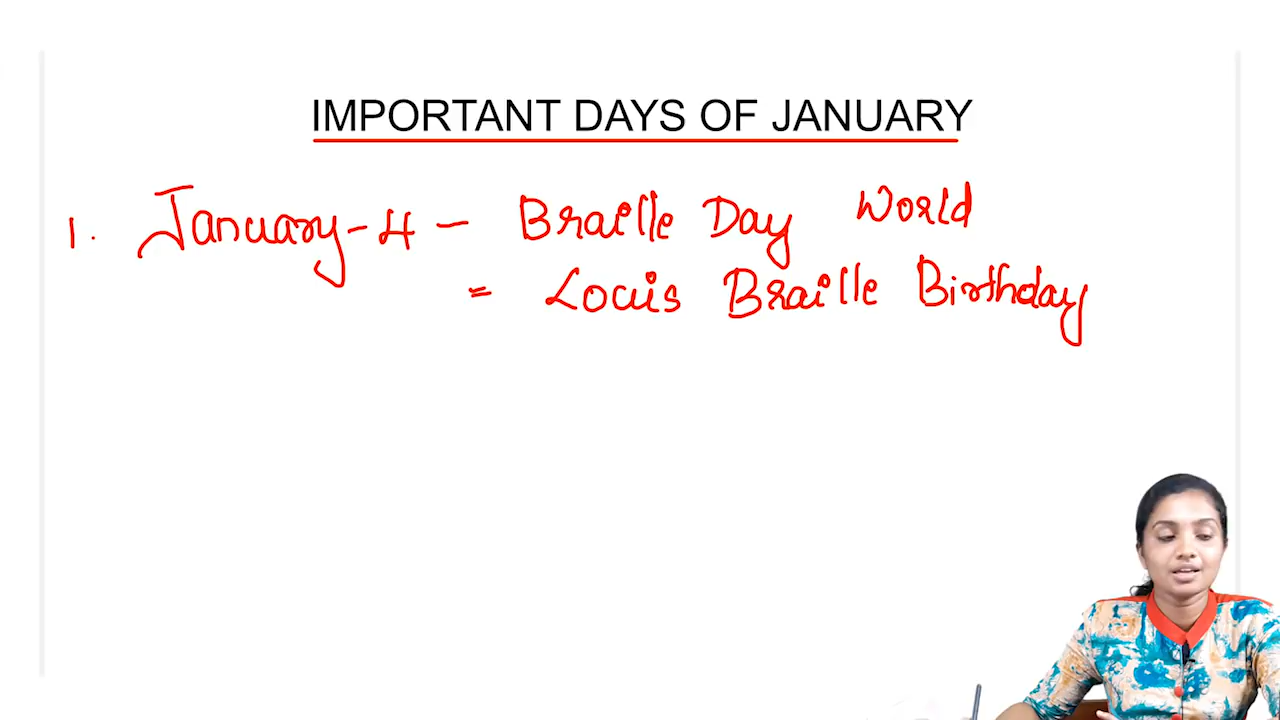 IMPORTANT DAYS OF JANUARY
1. January - 4 - Braille Day World
= Louis Braille Birthday